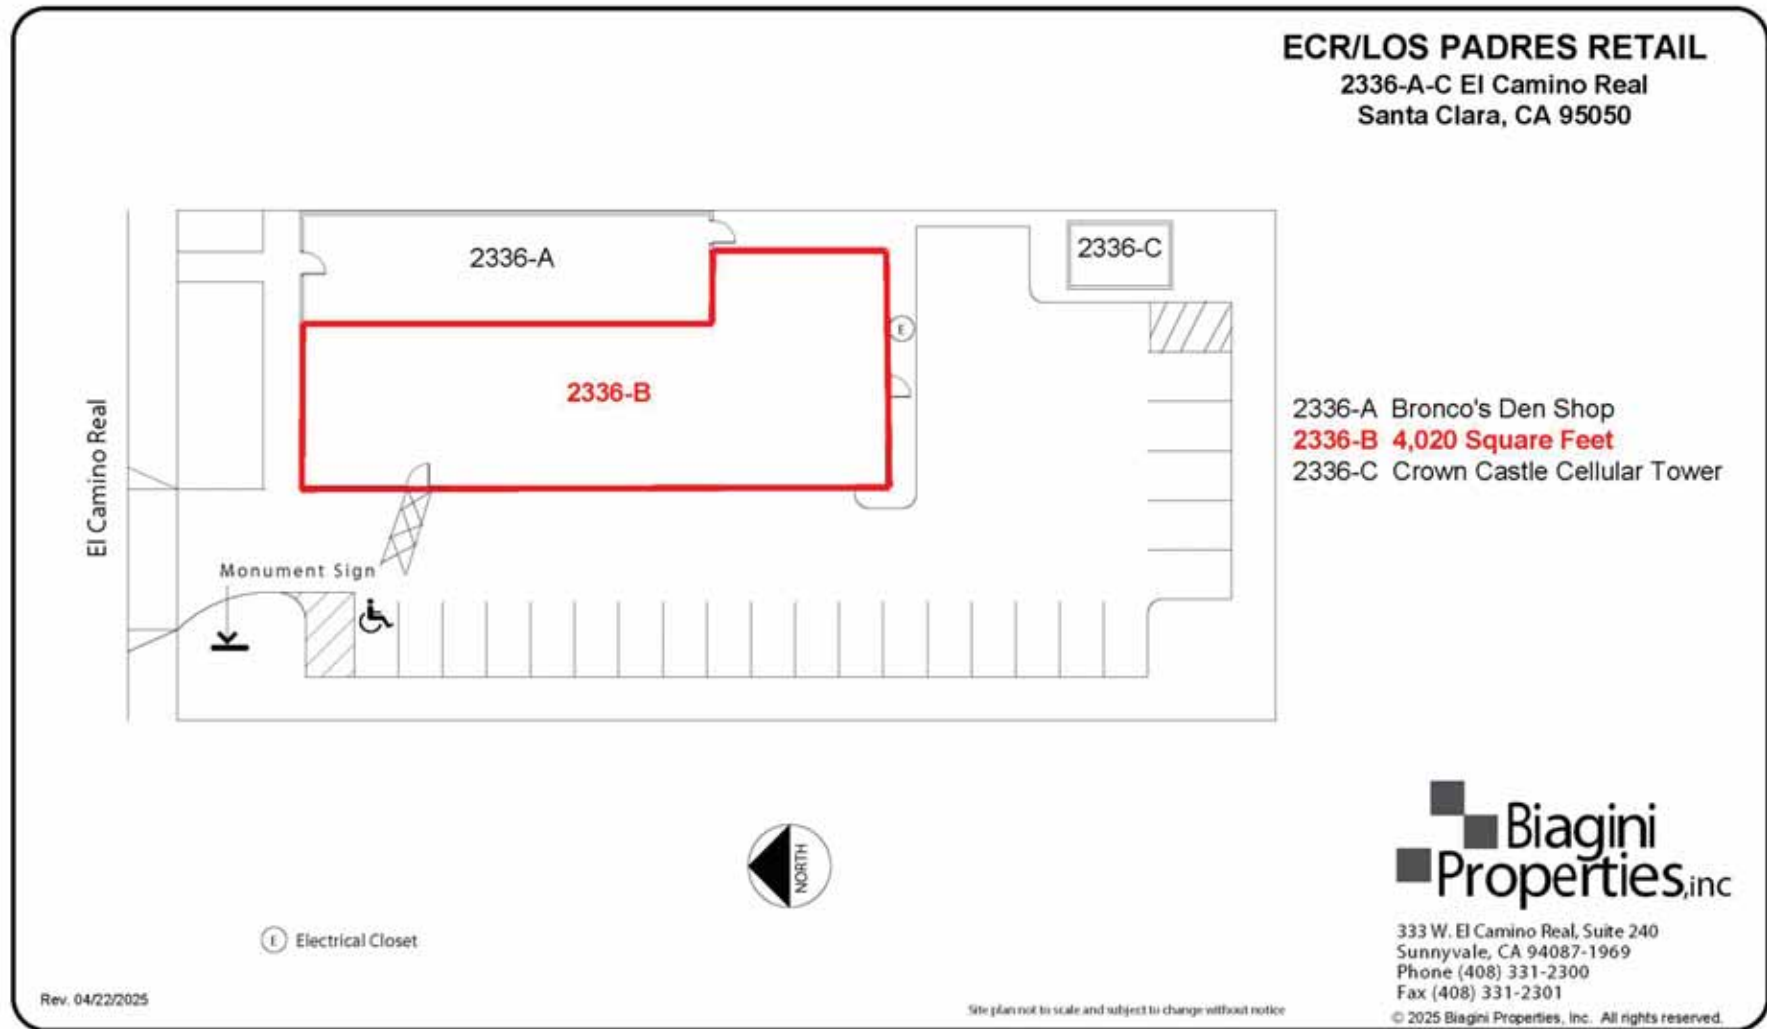 ECR/LOS PADRES RETAIL
2336-A-C El Camino Real
Santa Clara, CA 95050
2336-A
2336-C
E
2336-B
El Camino Real
Monument Sign
2336-A Bronco's Den Shop
2336-B 4,020 Square Feet
2336-C Crown Castle Cellular Tower
NORTH
E Electrical Closet
Biagini
Properties,inc
333 W. El Camino Real, Suite 240
Sunnyvale, CA 94087-1969
Phone (408) 331-2300
Fax (408) 331-2301
Rev. 04/22/2025
Site plan not to scale and subject to change without notice
© 2025 Biagini Properties, Inc. All rights reserved.